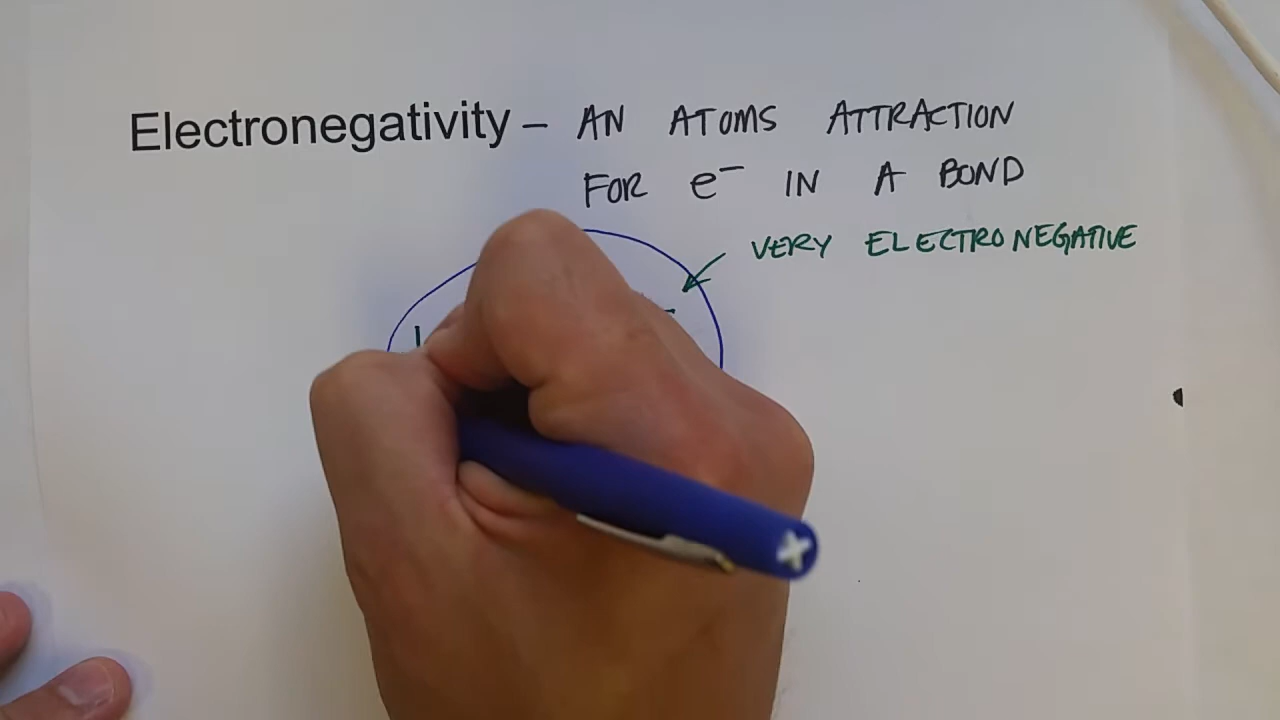 Electronegativity – AN ATOMS ATTRACTION
FOR e⁻ IN A BOND
VERY ELECTRONEGATIVE